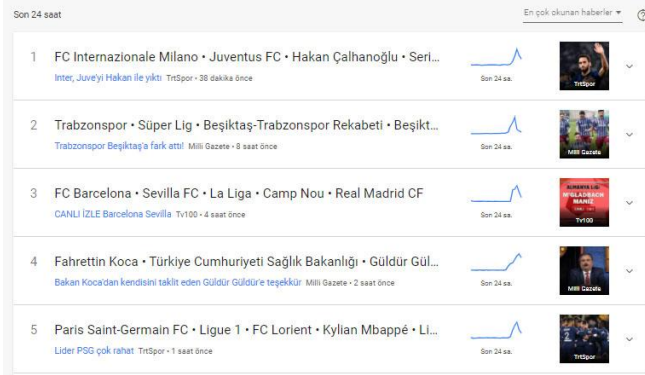 Son 24 saat
En çok okunan haberler
1
FC Internazionale Milano • Juventus FC • Hakan Çalhanoğlu • Seri...
Inter, Juve'yi Hakan ile yıktı TrtSpor • 38 dakika önce
Son 24 sa.
TrtSpor
2
Trabzonspor • Süper Lig • Beşiktaş-Trabzonspor Rekabeti • Beşikt...
Trabzonspor Beşiktaş'a fark attı! Milli Gazete • 8 saat önce
Son 24 sa.
Milli Gazete
3
FC Barcelona • Sevilla FC • La Liga • Camp Nou • Real Madrid CF
CANLI İZLE Barcelona Sevilla Tv100 • 4 saat önce
Son 24 sa.
ALMANYA LİGİ
M'GLADBACH
MAINZ
Tv100
4
Fahrettin Koca • Türkiye Cumhuriyeti Sağlık Bakanlığı • Güldür Gül...
Bakan Koca'dan kendisini taklit eden Güldür Güldür'e teşekkür Milli Gazete • 2 saat önce
Son 24 sa.
Milli Gazete
5
Paris Saint-Germain FC • Ligue 1 • FC Lorient • Kylian Mbappé • Li...
Lider PSG çok rahat TrtSpor • 1 saat önce
Son 24 sa.
TrtSpor